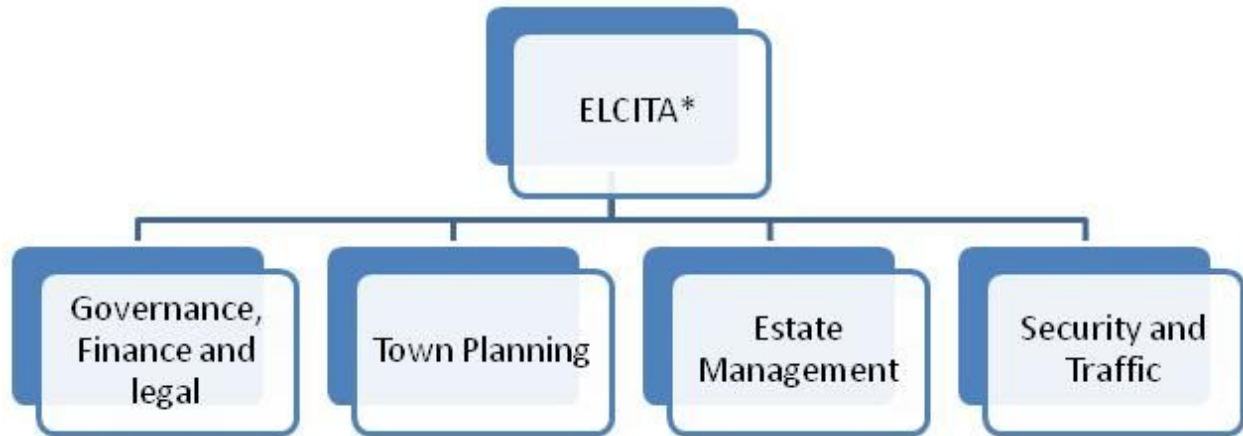 ELCITA*
Governance,
Finance and
legal
Town Planning
Estate
Management
Security and
Traffic